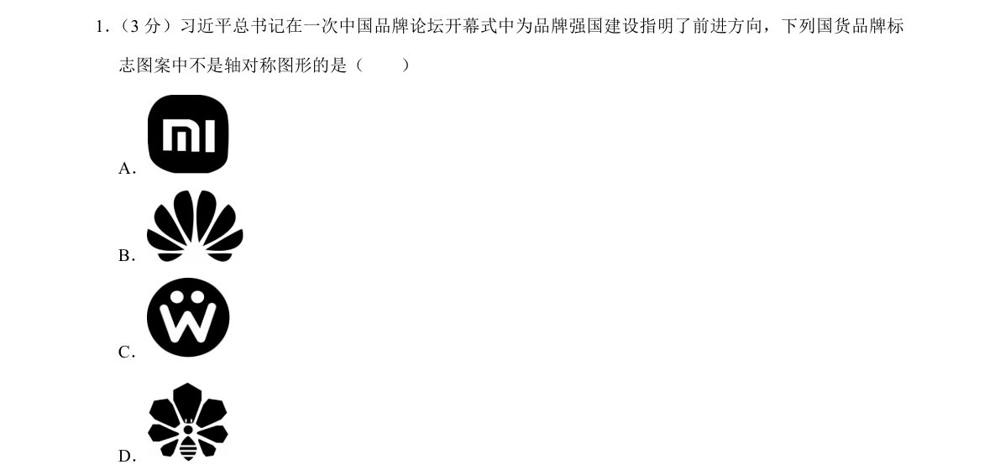 1．（3 分）习近平总书记在一次中国品牌论坛开幕式中为品牌强国建设指明了前进方向，下列国货品牌标
志图案中不是轴对称图形的是（　　）
mi
A．
B．
W
C．
D．